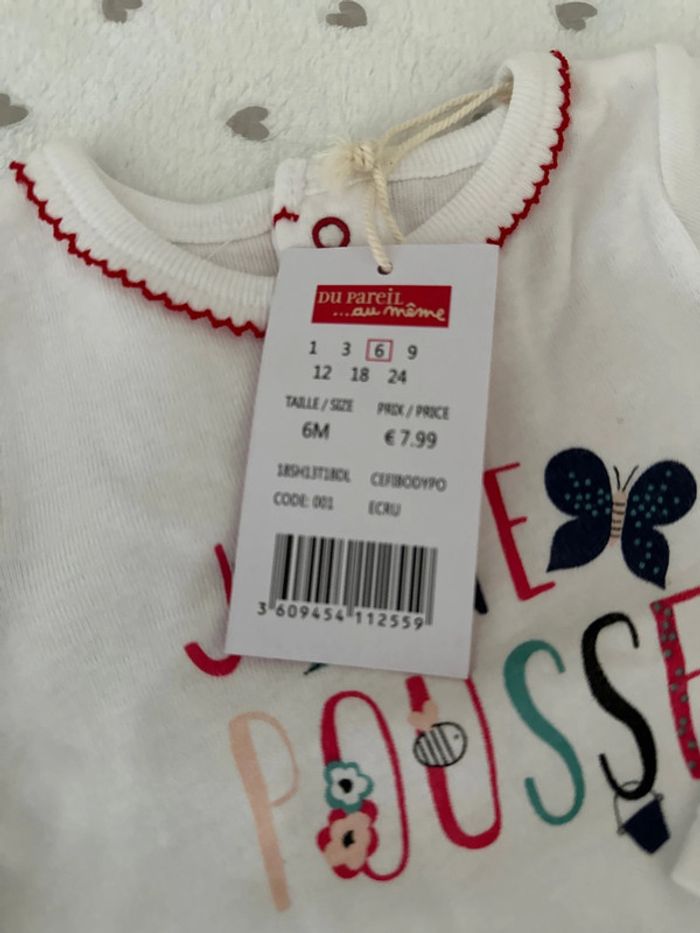 DU PAREIL
...au même
1 3 6 9
12 18 24
TAILLE / SIZE PRIX / PRICE
6M € 7.99
18SH13T1BDL CEFIBODYPO
CODE: 001 ECRU
3 609454 112559
J E
POUSSE